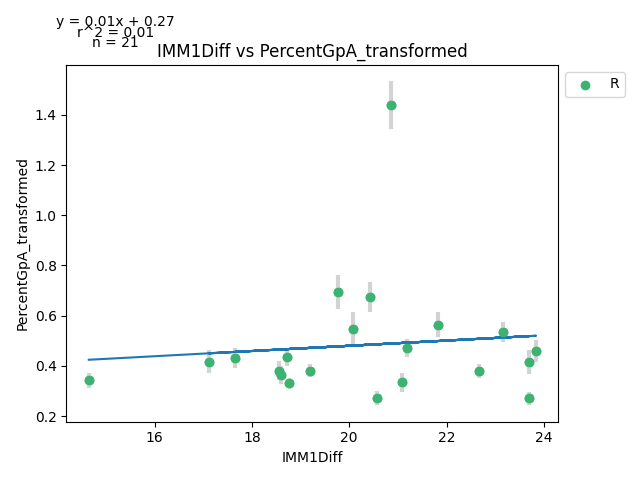 y = 0.01x + 0.27
r^2 = 0.01
n = 21
IMM1Diff vs PercentGpA_transformed
R
1.4
1.2
1.0
0.8
0.6
0.4
0.2
PercentGpA_transformed
16 18 20 22 24
IMM1Diff